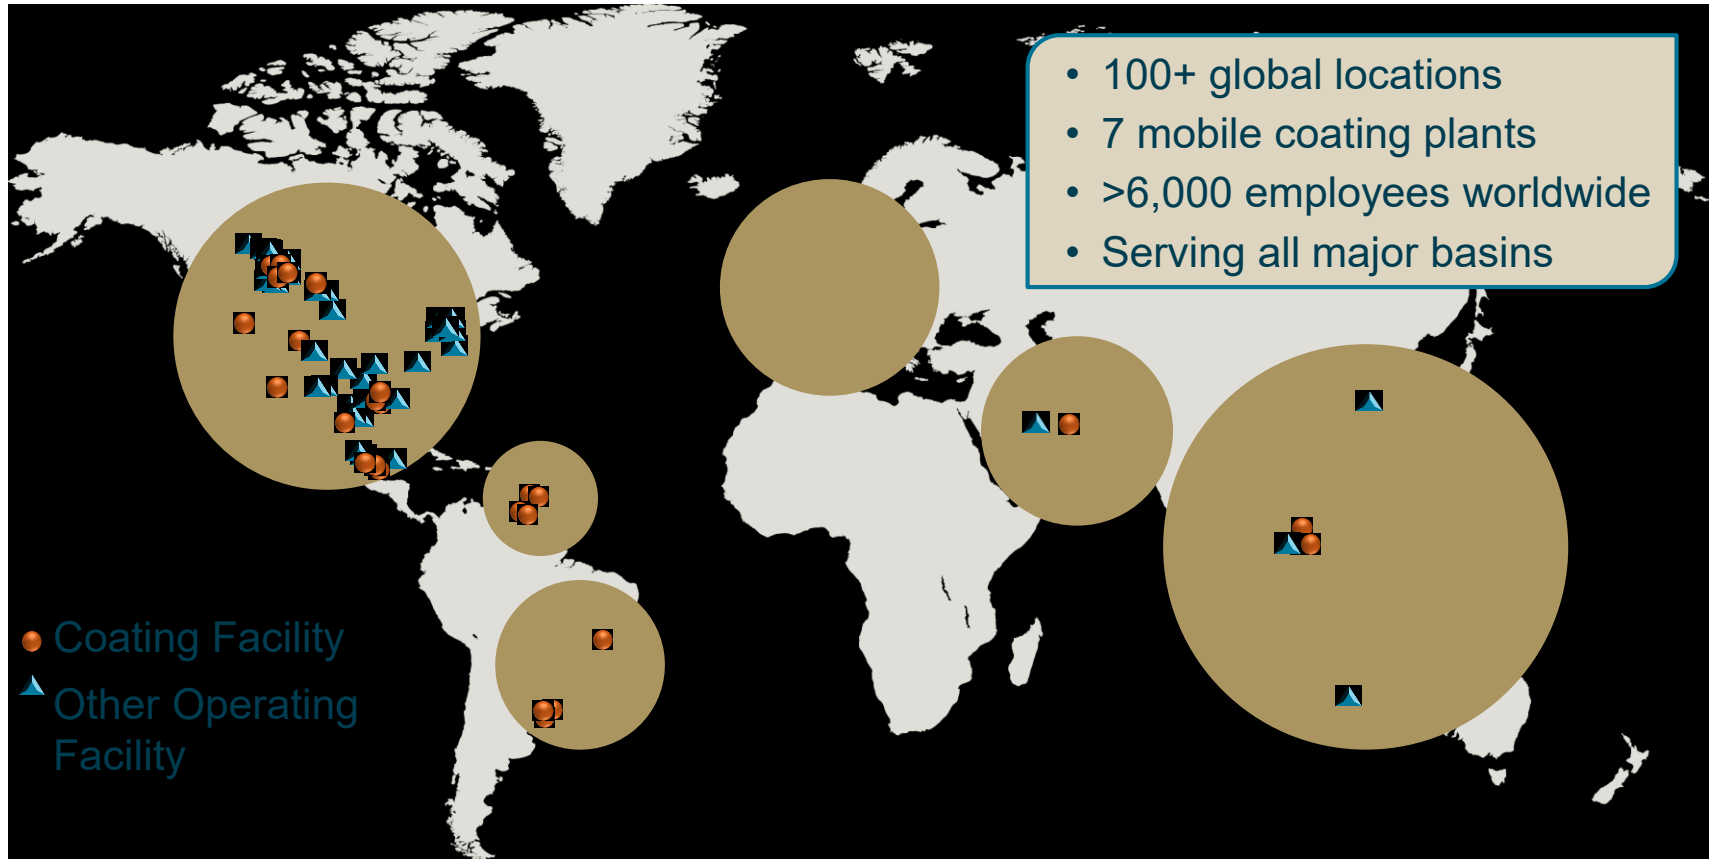 • 100+ global locations
• 7 mobile coating plants
• >6,000 employees worldwide
• Serving all major basins
Coating Facility
Other Operating
Facility